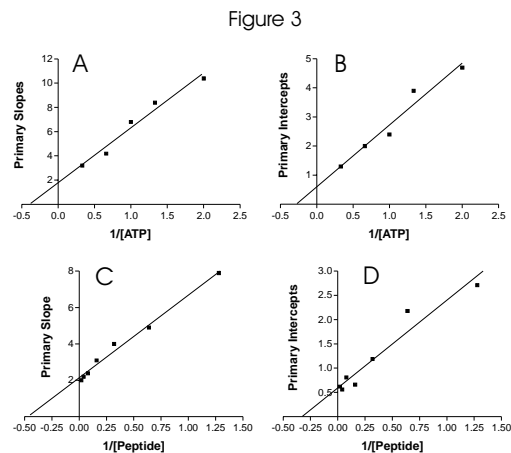 Figure 3
A
Primary Slopes
12
10
8
6
4
2
-0.5 0.0 0.5 1.0 1.5 2.0 2.5
1/[ATP]
B
Primary Intercepts
5
4
3
2
1
-0.5 0.0 0.5 1.0 1.5 2.0 2.5
1/[ATP]
C
Primary Slope
8
6
4
2
-0.50 -0.25 0.00 0.25 0.50 0.75 1.00 1.25 1.50
1/[Peptide]
D
Primary Intercepts
3.0
2.5
2.0
1.5
1.0
0.5
-0.50 -0.25 0.00 0.25 0.50 0.75 1.00 1.25 1.50
1/[Peptide]